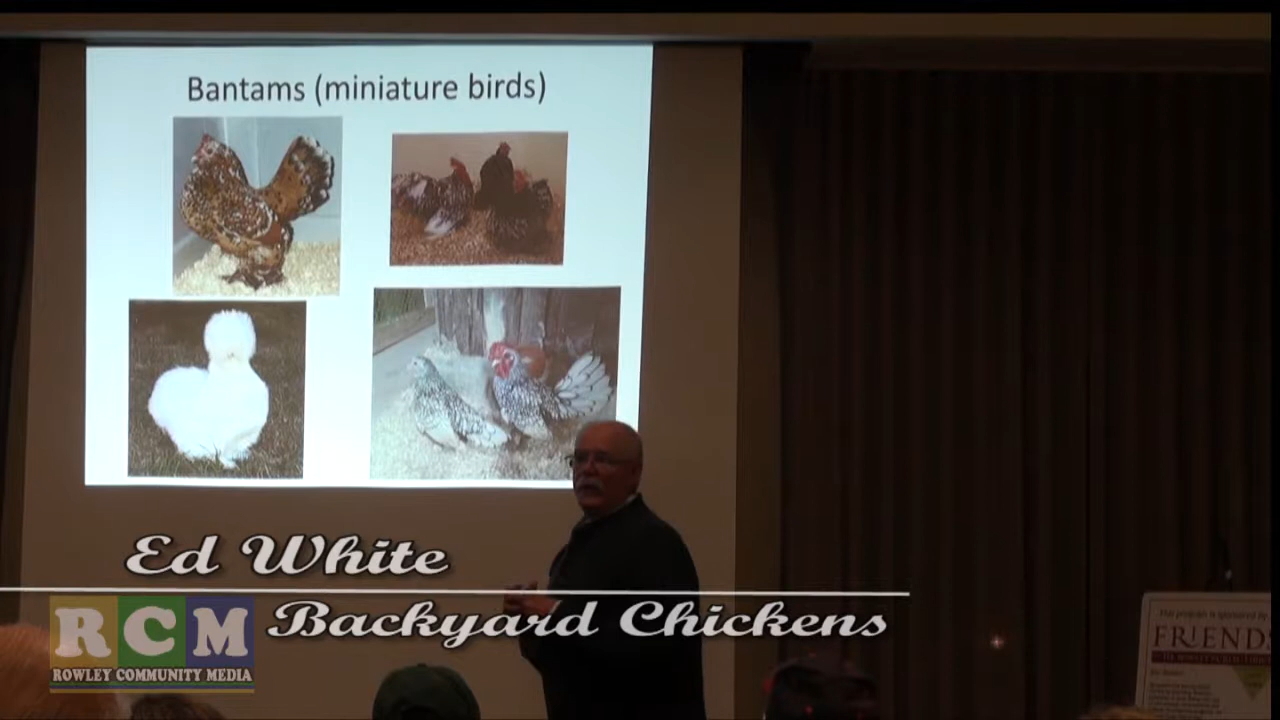 Bantams (miniature birds)
Ed White
Backyard Chickens
RCM
ROWLEY COMMUNITY MEDIA
This program is sponsored by
FRIENDS